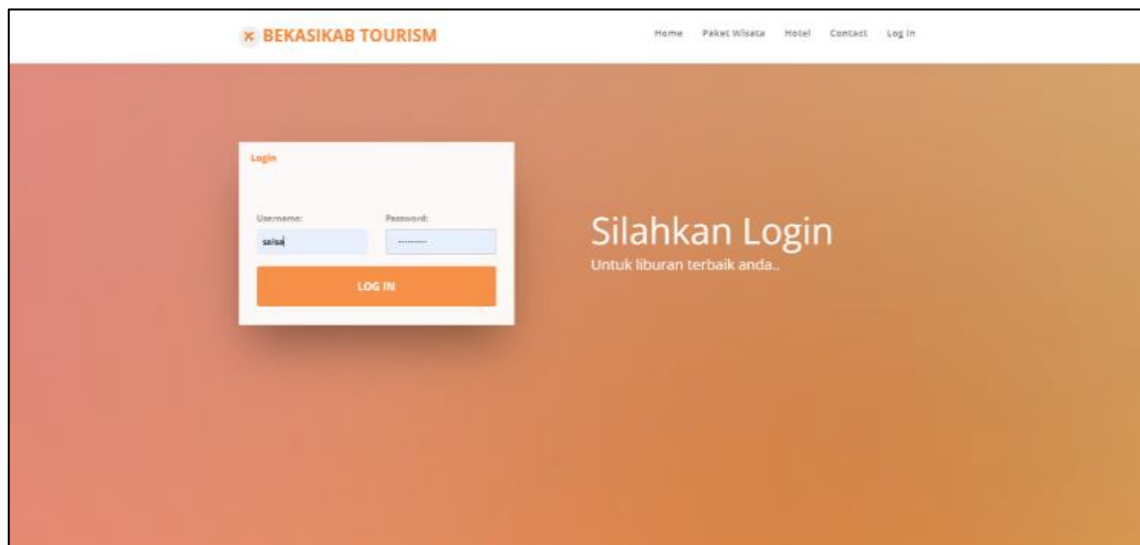 BEKASIKAB TOURISM
Home Paket Wisata Hotel Contact Log In
Login
Username: Password:
salsa ··········
LOG IN
Silahkan Login
Untuk liburan terbaik anda..